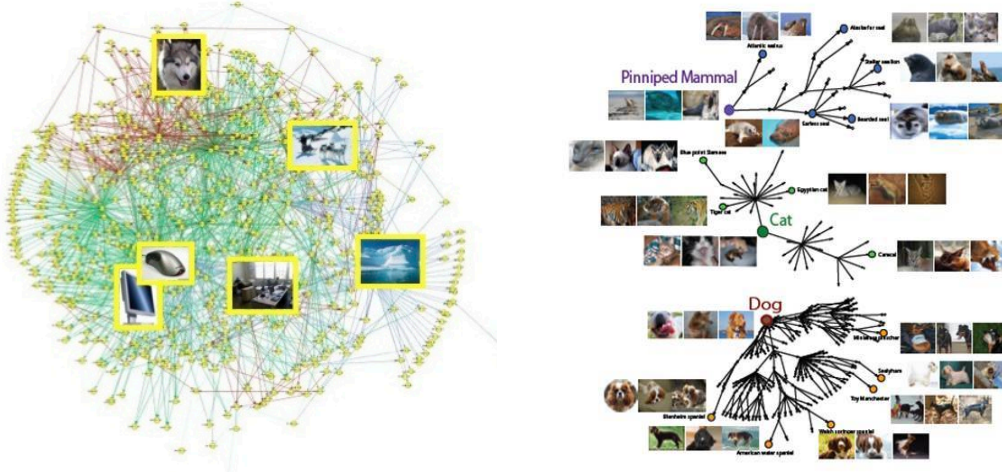 Alaska fur seal
Atlantic walrus
Steller sea lion
Pinniped Mammal
Earless seal
Bearded seal
Blue point Siamese
Egyptian cat
Tiger cat
Cat
Caracal
Dog
Miniature pinscher
Sealyham
Toy Manchester
Blenheim spaniel
Welsh springer spaniel
American water spaniel